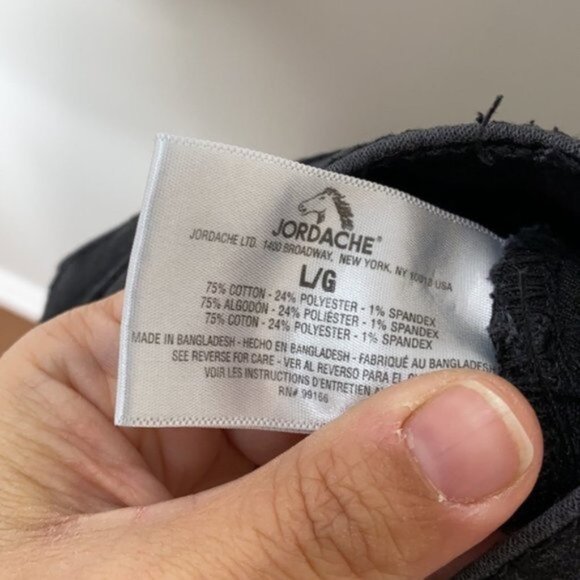 JORDACHE®
JORDACHE LTD. 1400 BROADWAY, NEW YORK, NY 10018 USA
L/G
75% COTTON - 24% POLYESTER - 1% SPANDEX
75% ALGODÓN - 24% POLIÉSTER - 1% SPANDEX
75% COTON - 24% POLYESTER - 1% SPANDEX
MADE IN BANGLADESH - HECHO EN BANGLADESH - FABRIQUÉ AU BANGLADESH
SEE REVERSE FOR CARE - VER AL REVERSO PARA EL
VOIR LES INSTRUCTIONS D'ENTRETIEN
RN# 99166